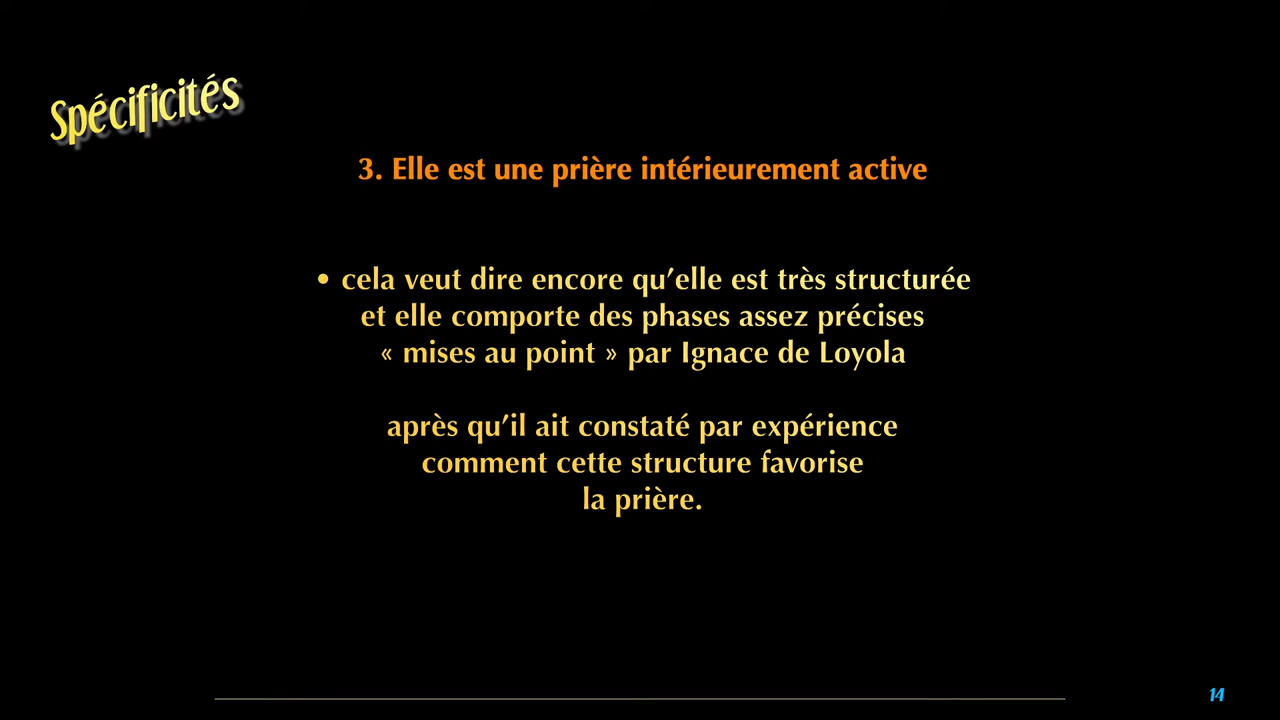 Spécificités
3. Elle est une prière intérieurement active
• cela veut dire encore qu’elle est très structurée
et elle comporte des phases assez précises
« mises au point » par Ignace de Loyola
après qu’il ait constaté par expérience
comment cette structure favorise
la prière.
14